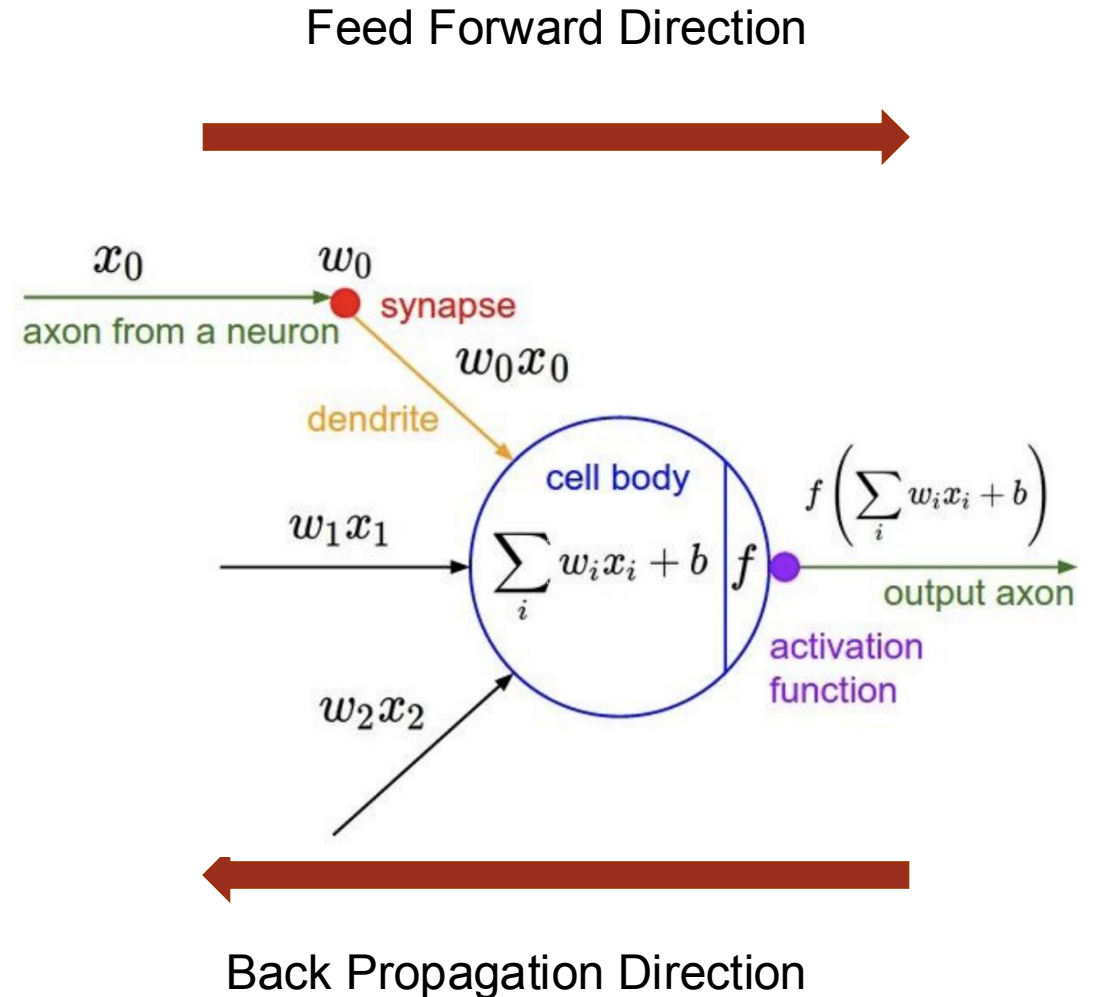 Feed Forward Direction
x₀
w₀
synapse
axon from a neuron
w₀x₀
dendrite
cell body
f(∑ᵢ wᵢxᵢ + b)
w₁x₁
∑ᵢ wᵢxᵢ + b
f
output axon
activation
function
w₂x₂
Back Propagation Direction